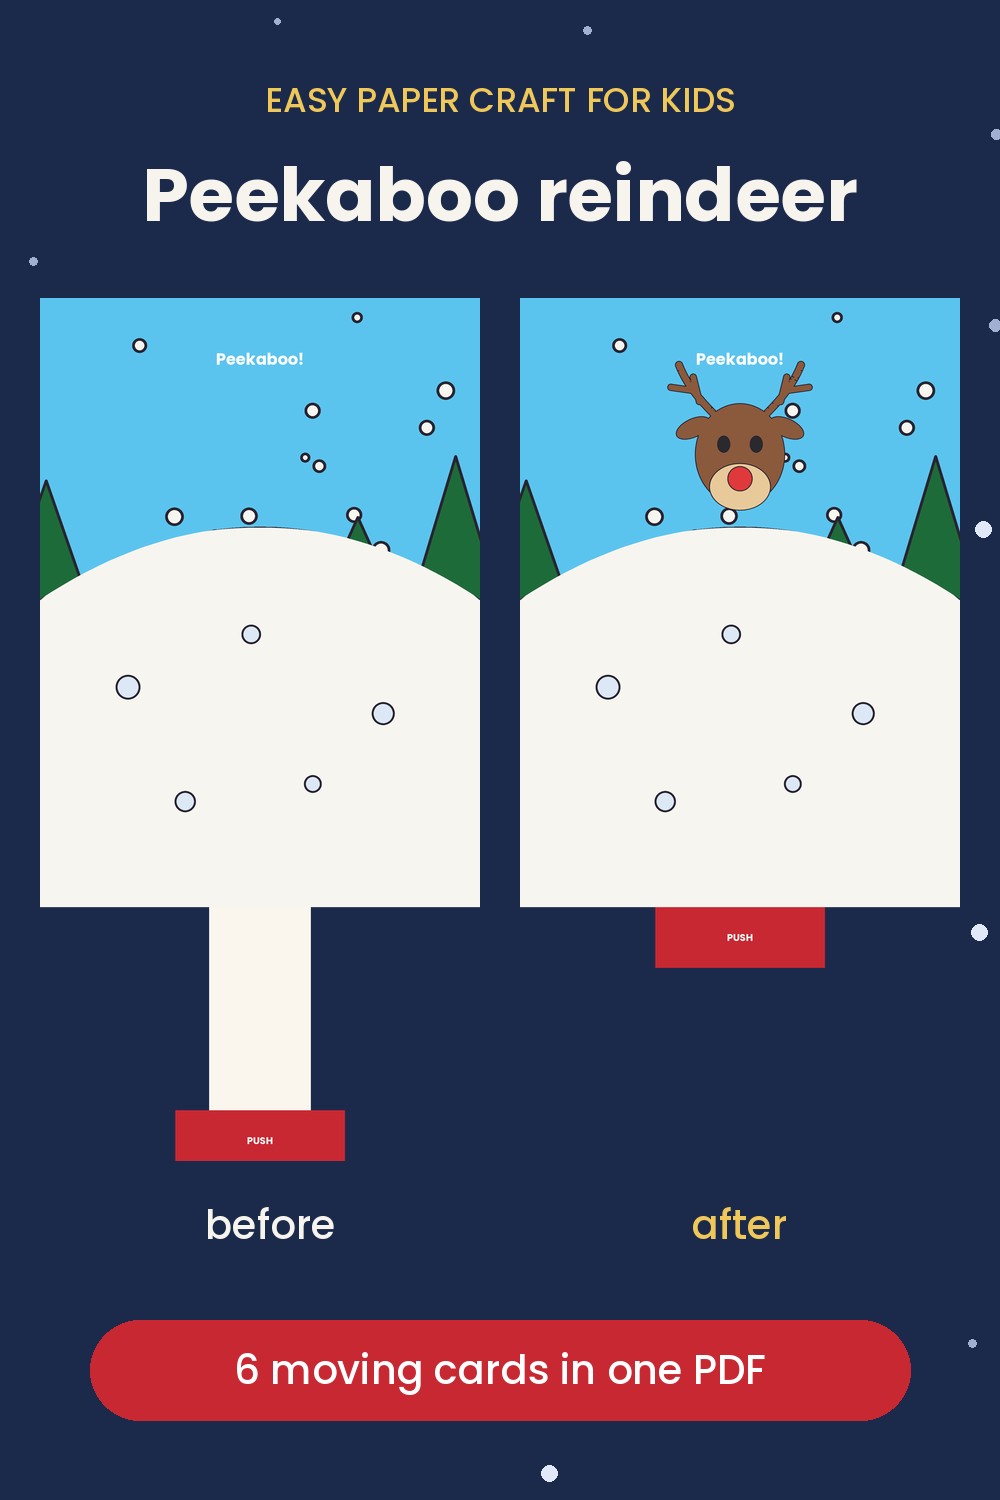 EASY PAPER CRAFT FOR KIDS
Peekaboo reindeer
Peekaboo!
Peekaboo!
PUSH
PUSH
before
after
6 moving cards in one PDF